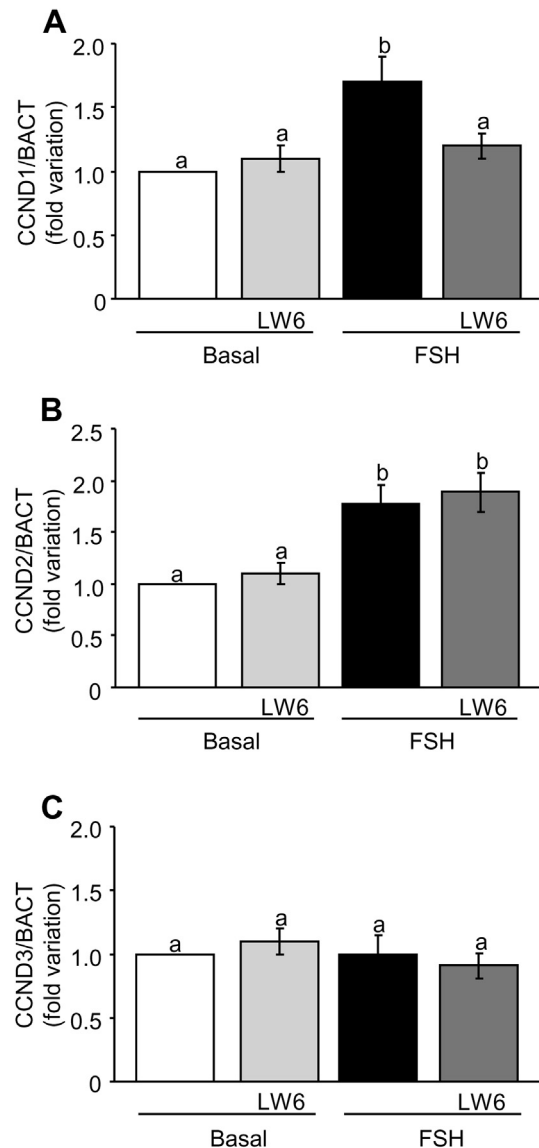 A
CCND1/BACT
(fold variation)
2.0
1.5
1.0
0.5
0
a
a
b
a
LW6
LW6
Basal
FSH
B
CCND2/BACT
(fold variation)
2.5
2.0
1.5
1.0
0.5
0
a
a
b
b
LW6
LW6
Basal
FSH
C
CCND3/BACT
(fold variation)
2.0
1.5
1.0
0.5
0
a
a
a
a
LW6
LW6
Basal
FSH